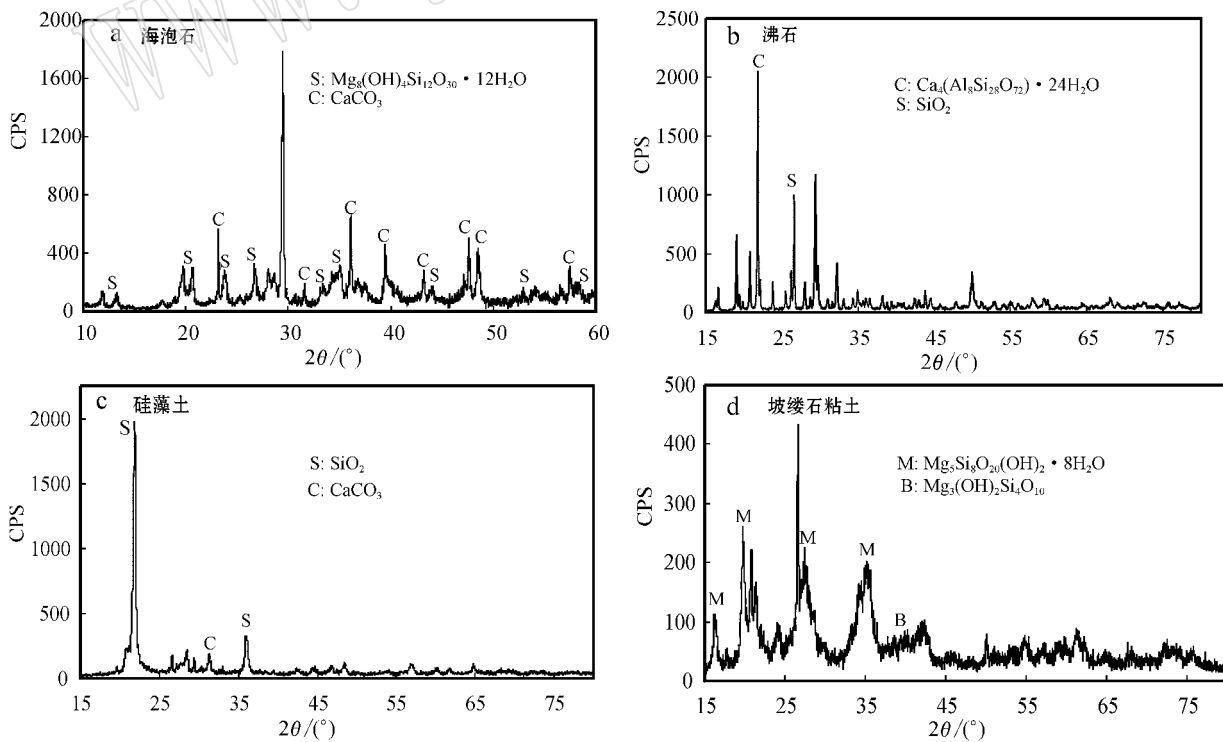 a 海泡石
S: Mg₈(OH)₄Si₁₂O₃₀ • 12H₂O
C: CaCO₃
CPS
2000
1600
1200
800
400
0
S
S
C
S
S
C
S
S
C
C
C
S
C
C
S
C
S
10 20 30 40 50 60
2θ/(°)
b 沸石
C: Ca₄(Al₈Si₂₈O₇₂) • 24H₂O
S: SiO₂
CPS
2500
2000
1500
1000
500
0
C
S
15 25 35 45 55 65 75
2θ/(°)
c 硅藻土
S: SiO₂
C: CaCO₃
CPS
2000
1500
1000
500
0
S
C
S
15 25 35 45 55 65 75
2θ/(°)
d 坡缕石粘土
M: Mg₅Si₈O₂₀(OH)₂ • 8H₂O
B: Mg₃(OH)₂Si₄O₁₀
CPS
500
400
300
200
100
0
M
M
M
M
B
15 25 35 45 55 65 75
2θ/(°)